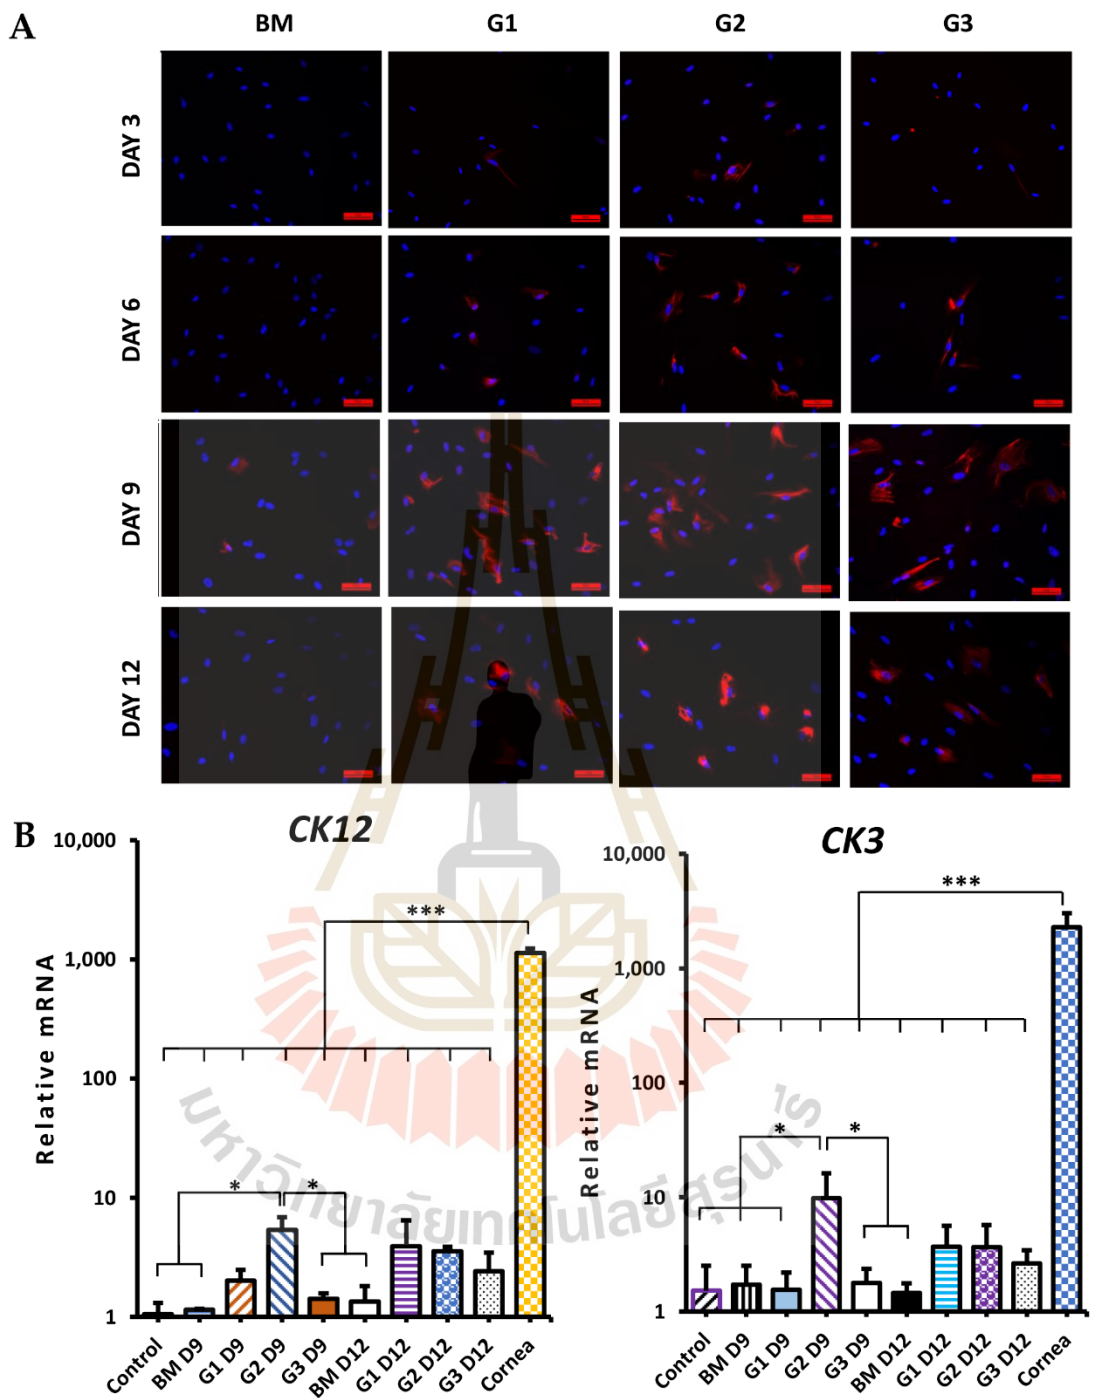 A
BM G1 G2 G3
DAY 3
DAY 6
DAY 9
DAY 12
B
CK12
10,000
1,000
100
10
1
Relative mRNA
***
* *
Control BM D9 G1 D9 G2 D9 G3 D9 BM D12 G1 D12 G2 D12 G3 D12 Cornea
CK3
10,000
1,000
100
10
1
Relative mRNA
***
* *
Control BM D9 G1 D9 G2 D9 G3 D9 BM D12 G1 D12 G2 D12 G3 D12 Cornea
มหาวิทยาลัยเทคโนโลยีสุรนารี